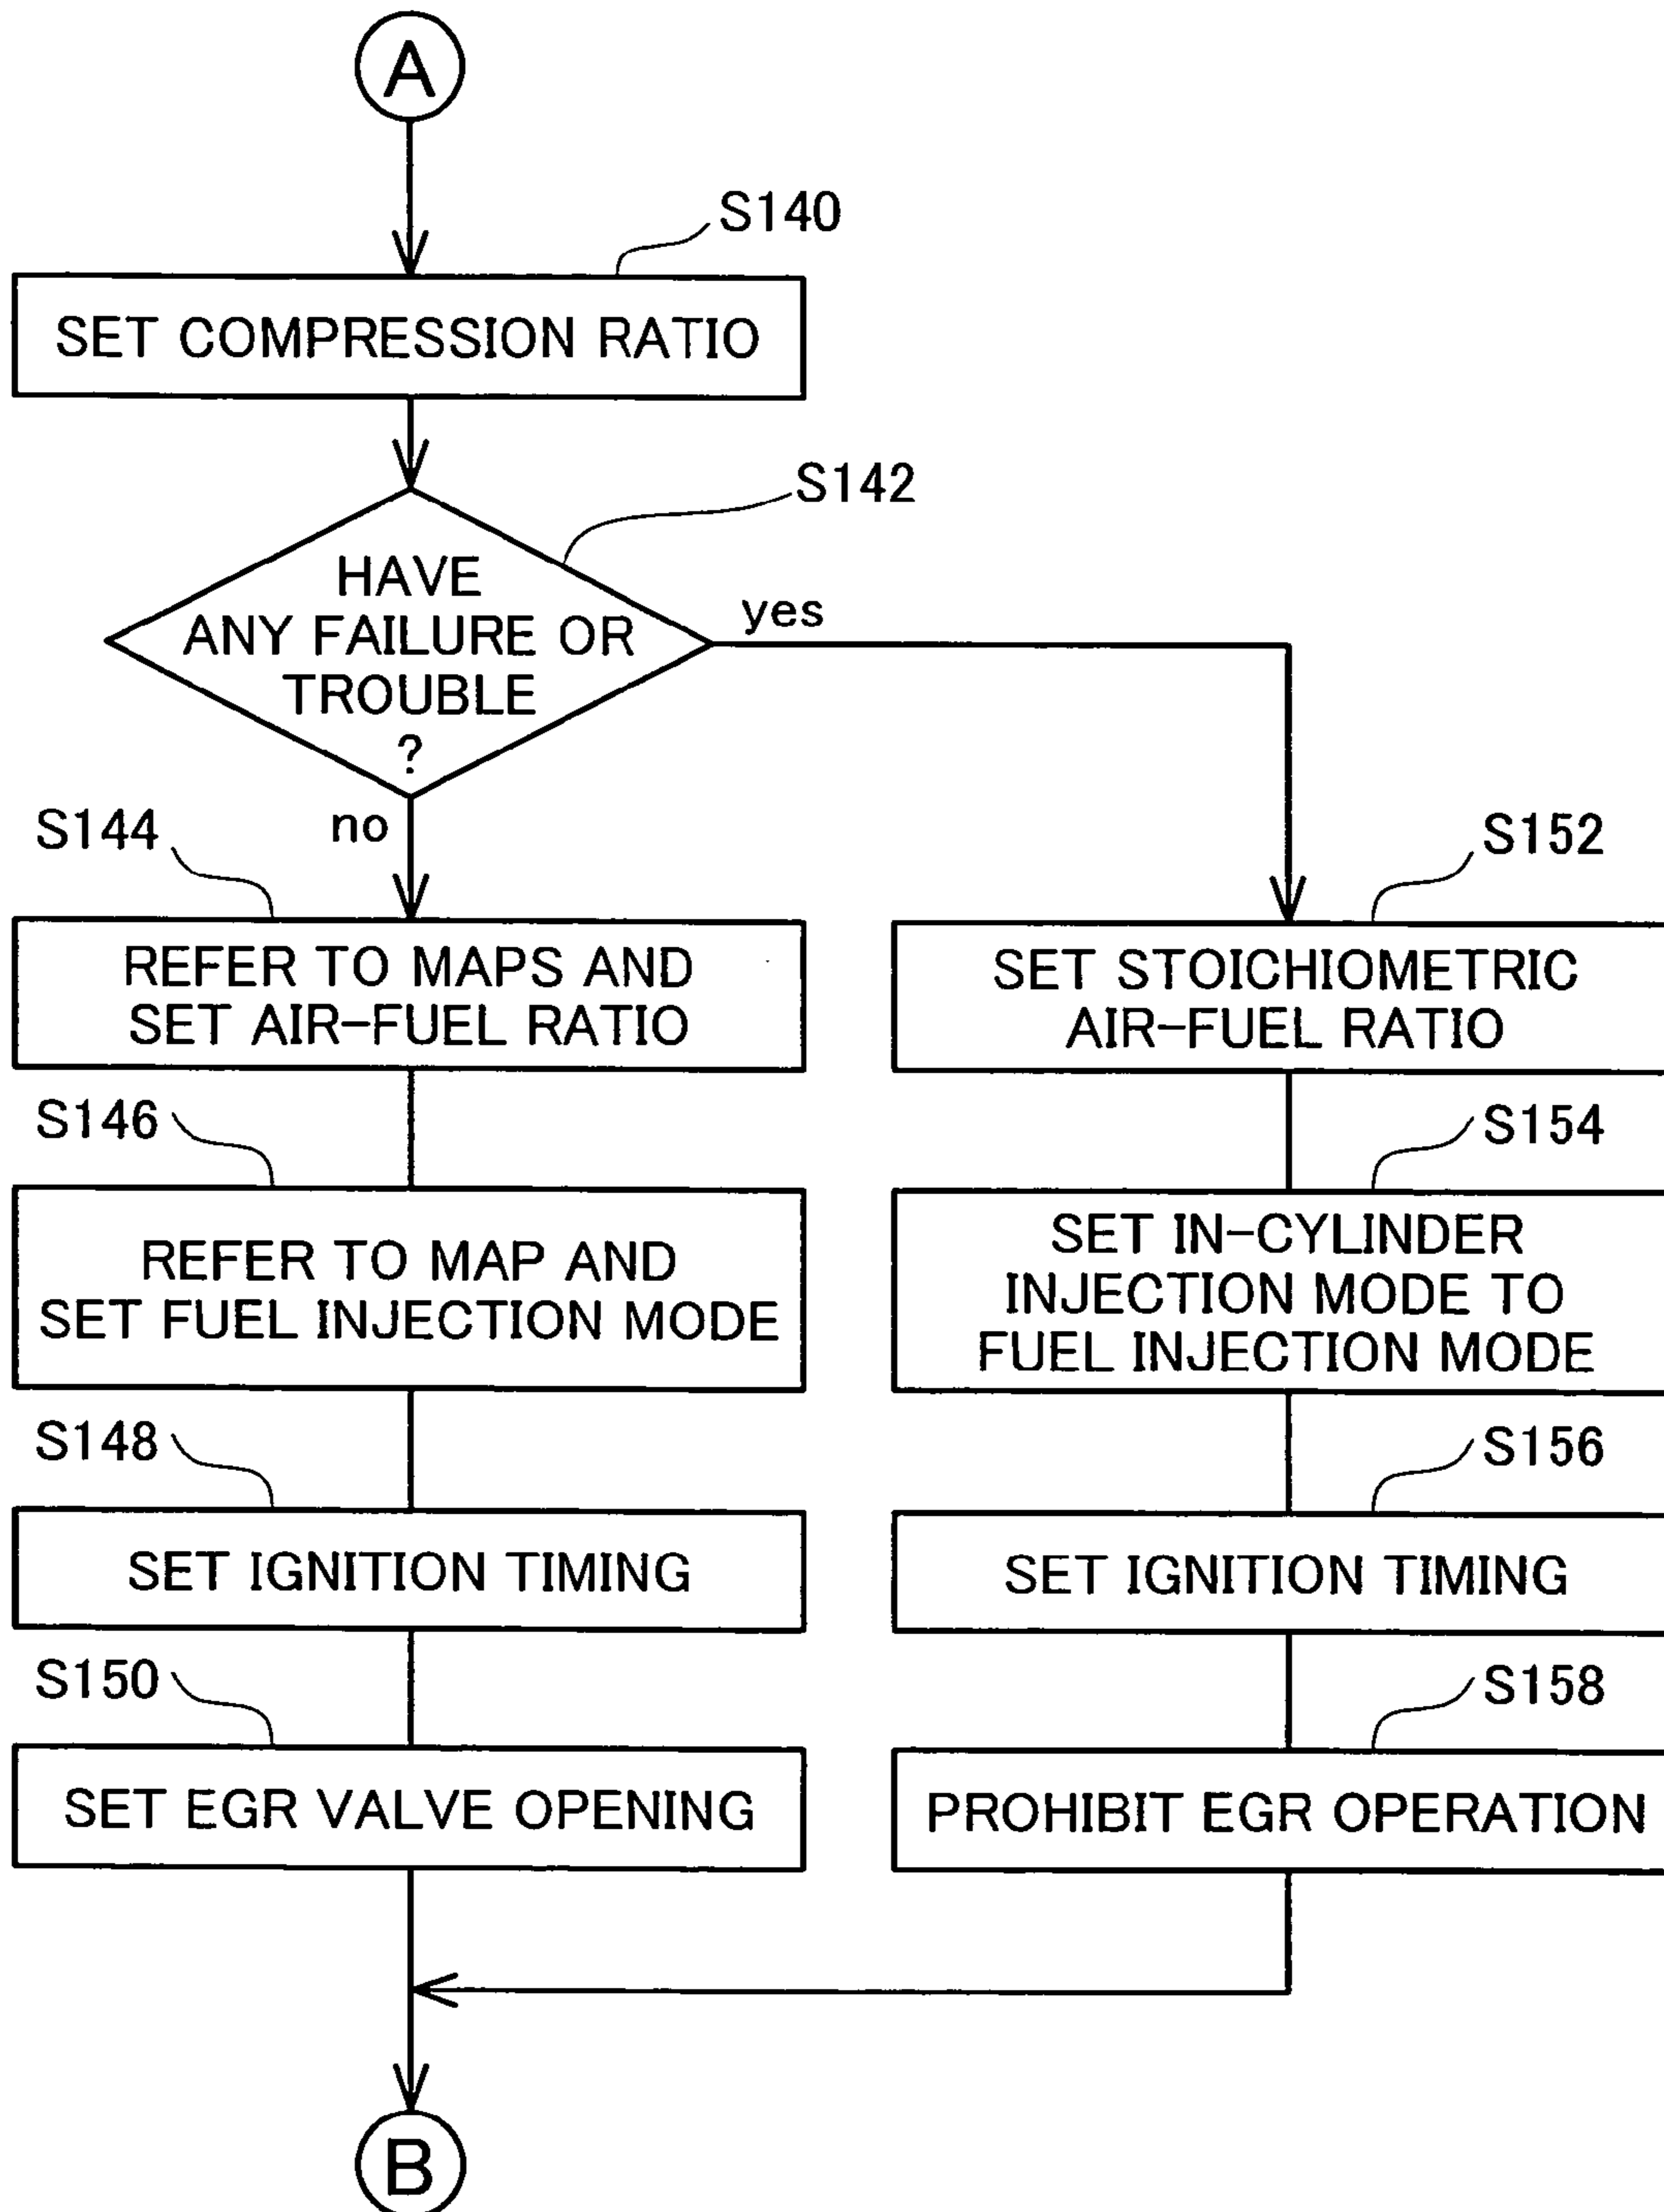 A
S140
SET COMPRESSION RATIO
S142
HAVE
ANY FAILURE OR
TROUBLE
?
yes
no
S144
REFER TO MAPS AND
SET AIR-FUEL RATIO
S146
REFER TO MAP AND
SET FUEL INJECTION MODE
S148
SET IGNITION TIMING
S150
SET EGR VALVE OPENING
S152
SET STOICHIOMETRIC
AIR-FUEL RATIO
S154
SET IN-CYLINDER
INJECTION MODE TO
FUEL INJECTION MODE
S156
SET IGNITION TIMING
S158
PROHIBIT EGR OPERATION
B